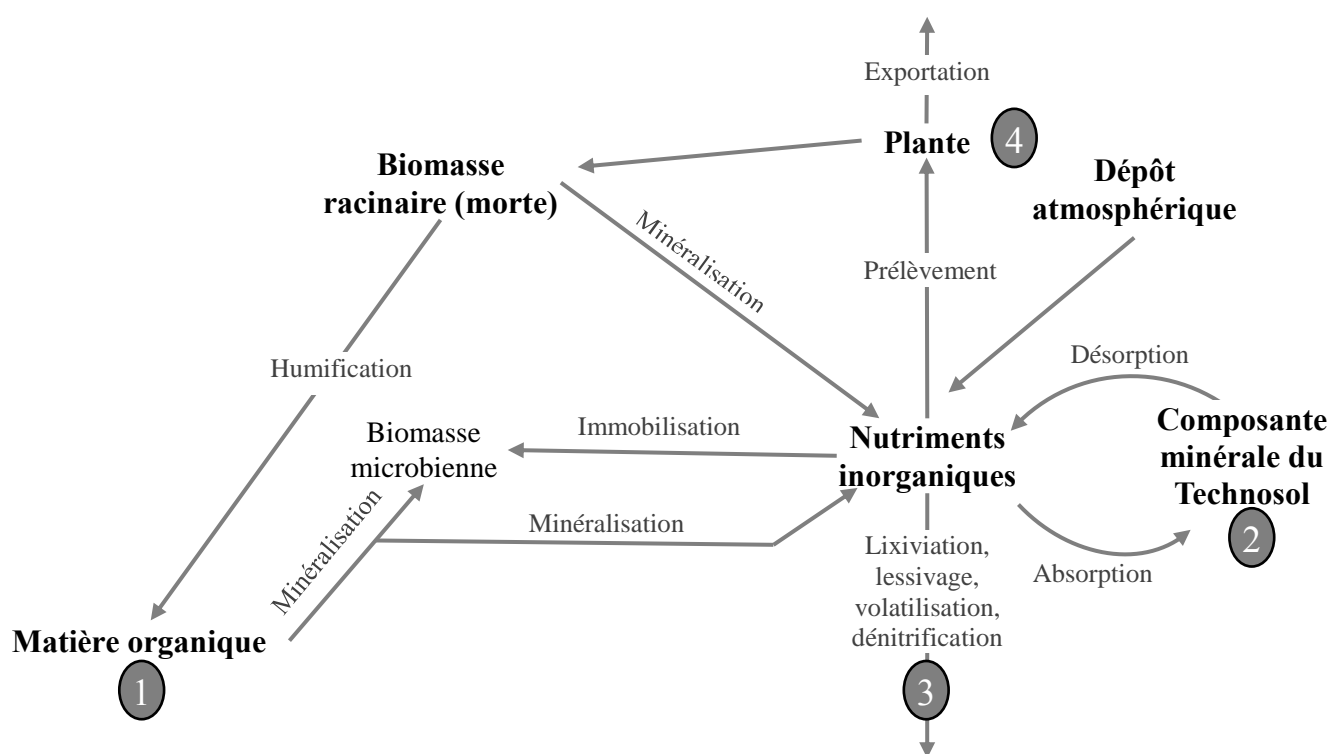 Exportation
Plante
4
Biomasse
racinaire (morte)
Dépôt
atmosphérique
Minéralisation
Prélèvement
Humification
Désorption
Biomasse
microbienne
Immobilisation
Nutriments
inorganiques
Composante
minérale du
Technosol
2
Minéralisation
Minéralisation
Lixiviation,
lessivage,
volatilisation,
dénitrification
Absorption
Matière organique
1
3